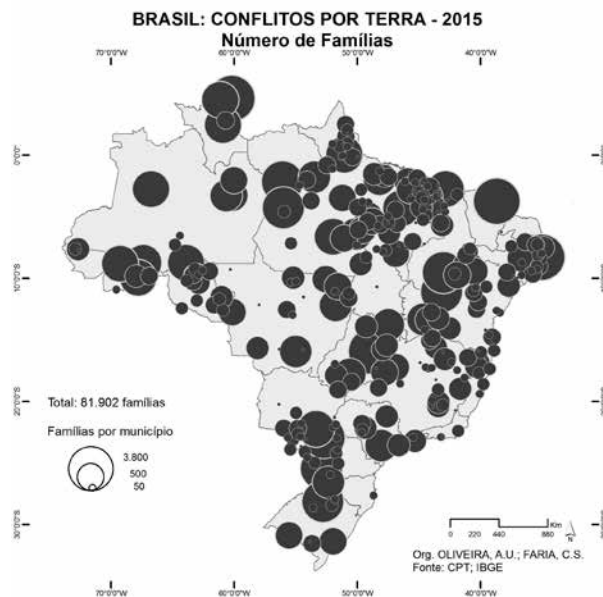 BRASIL: CONFLITOS POR TERRA - 2015
Número de Famílias
70°0'0"W 60°0'0"W 50°0'0"W 40°0'0"W
0°0'0"
10°0'0"S
20°0'0"S
30°0'0"S
Total: 81.902 famílias
Famílias por município
3.800
500
50
Km
0 220 440 880
N
Org. OLIVEIRA, A.U.; FARIA, C.S.
Fonte: CPT; IBGE
70°0'0"W 60°0'0"W 50°0'0"W 40°0'0"W